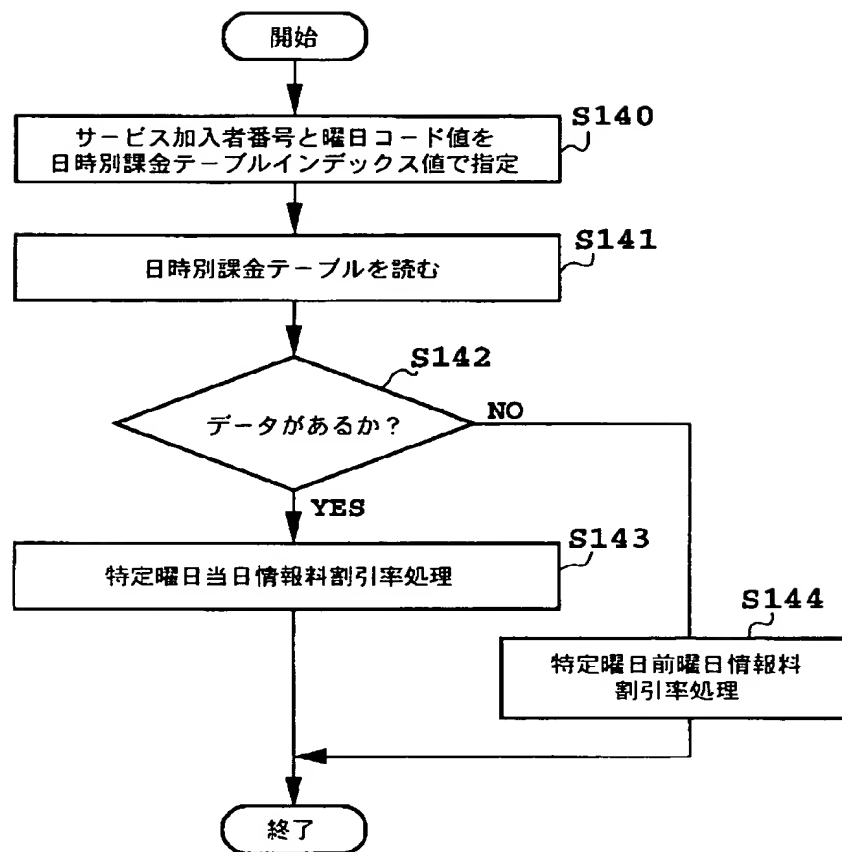 開始
S140
サービス加入者番号と曜日コード値を
日時別課金テーブルインデックス値で指定
S141
日時別課金テーブルを読む
S142
データがあるか?
NO
YES
S143
特定曜日当日情報料割引率処理
S144
特定曜日前曜日情報料
割引率処理
終了